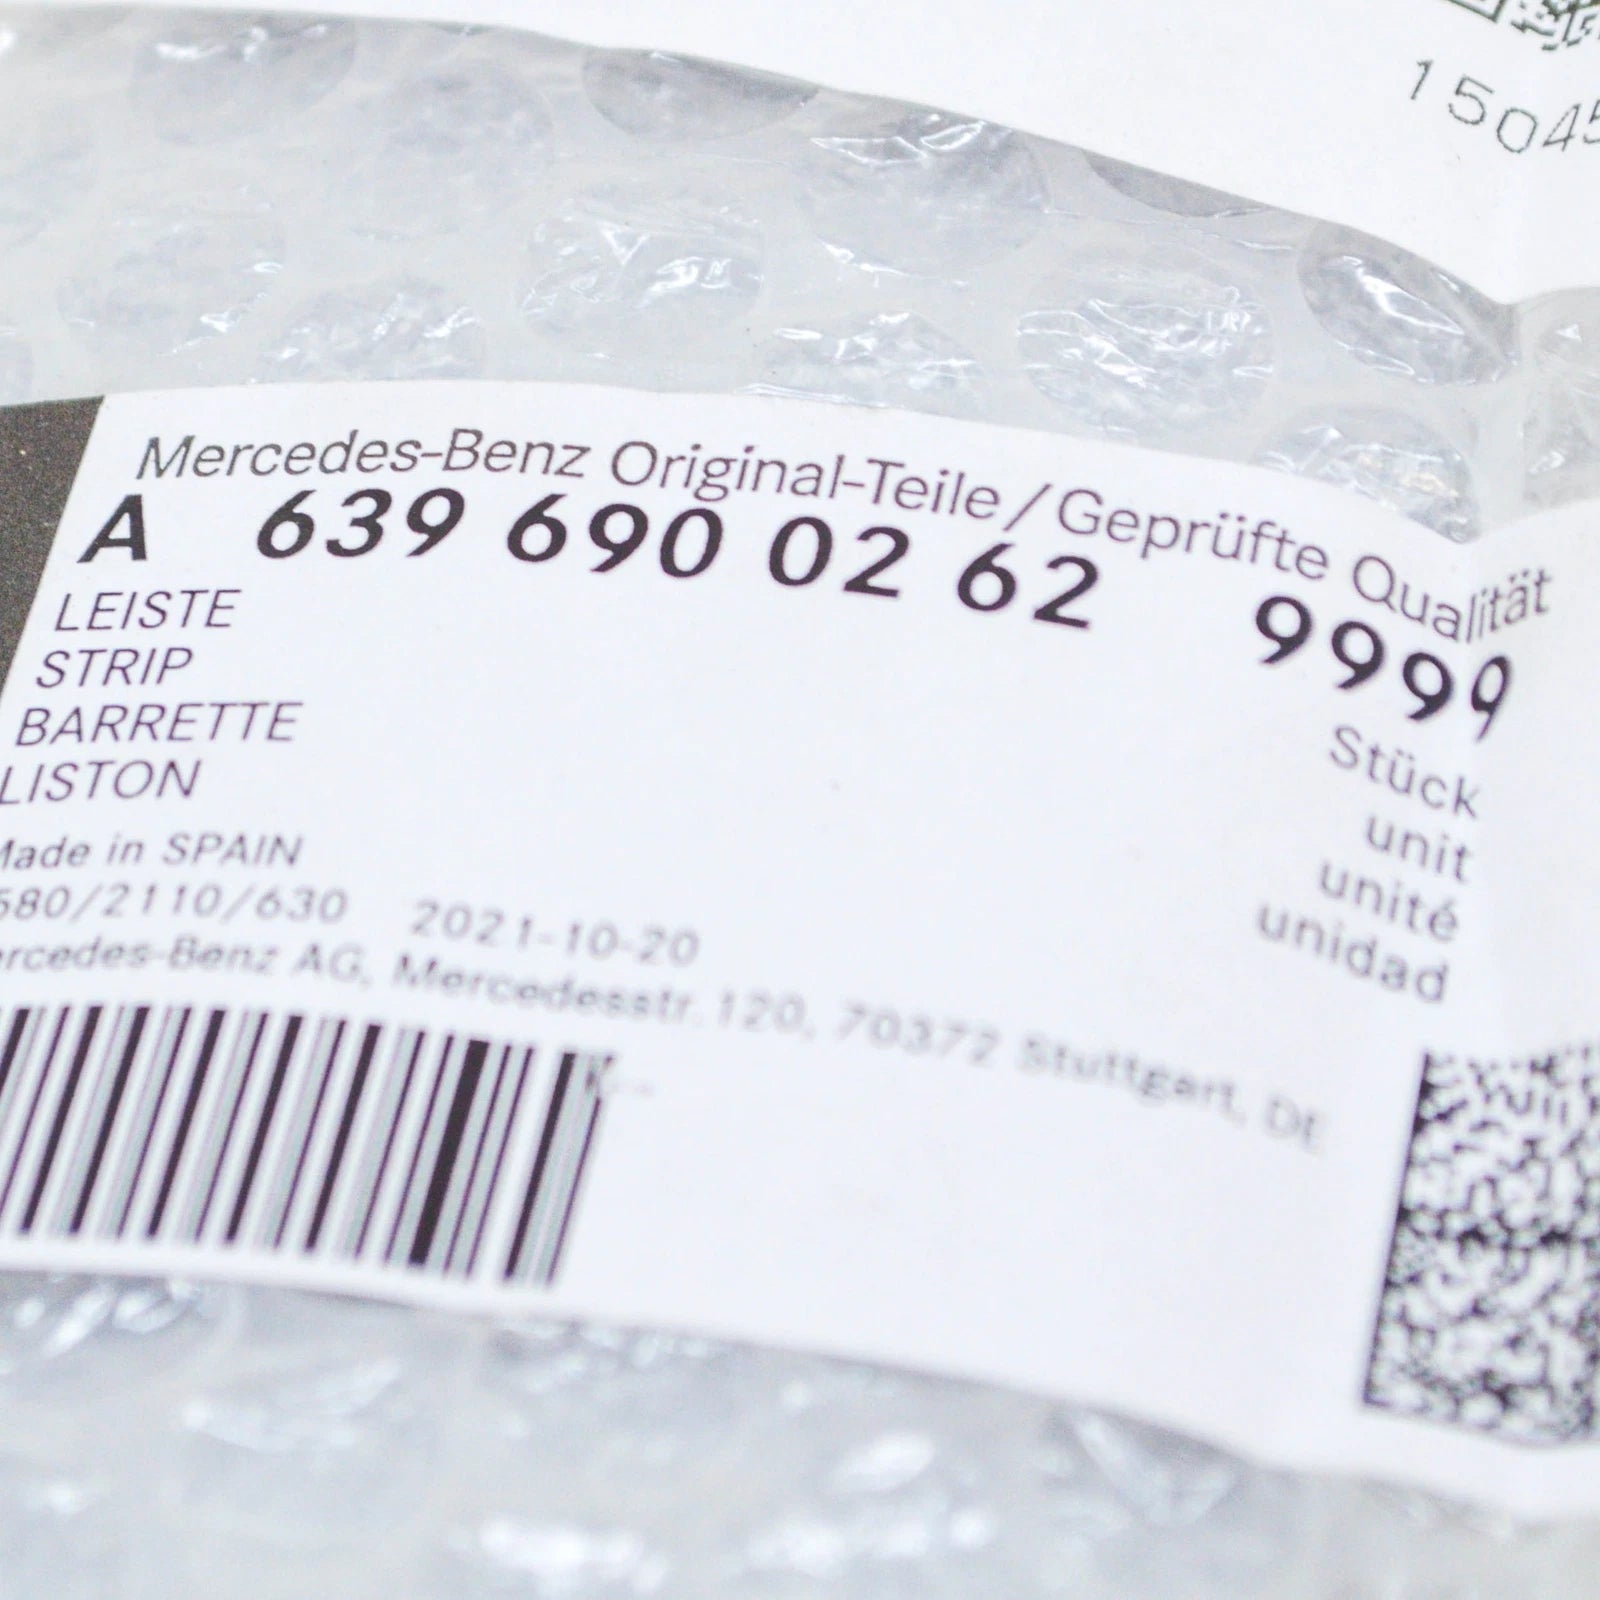 15045
Mercedes-Benz Original-Teile/Geprüfte Qualität
A 639 690 02 62 9999
LEISTE
STRIP
BARRETTE
LISTON
Stück
unit
unité
unidad
Made in SPAIN
580/2110/630 2021-10-20
ercedes-Benz AG, Mercedesstr. 120, 70372 Stuttgart, DE